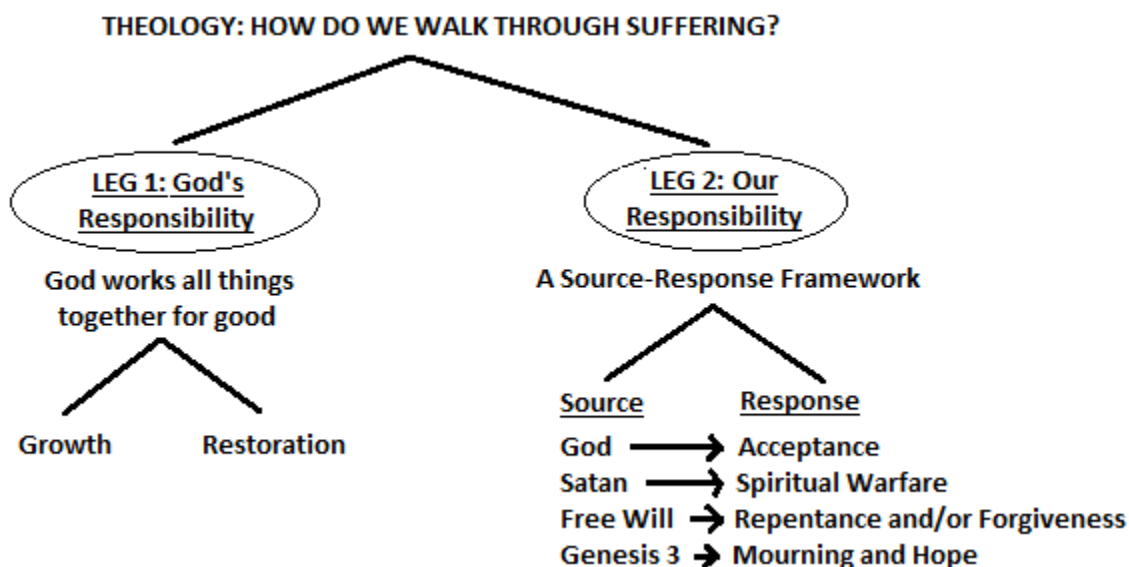 THEOLOGY: HOW DO WE WALK THROUGH SUFFERING?
LEG 1: God's
Responsibility
God works all things
together for good
Growth
Restoration
LEG 2: Our
Responsibility
A Source-Response Framework
Source Response
God Acceptance
Satan Spiritual Warfare
Free Will Repentance and/or Forgiveness
Genesis 3 Mourning and Hope